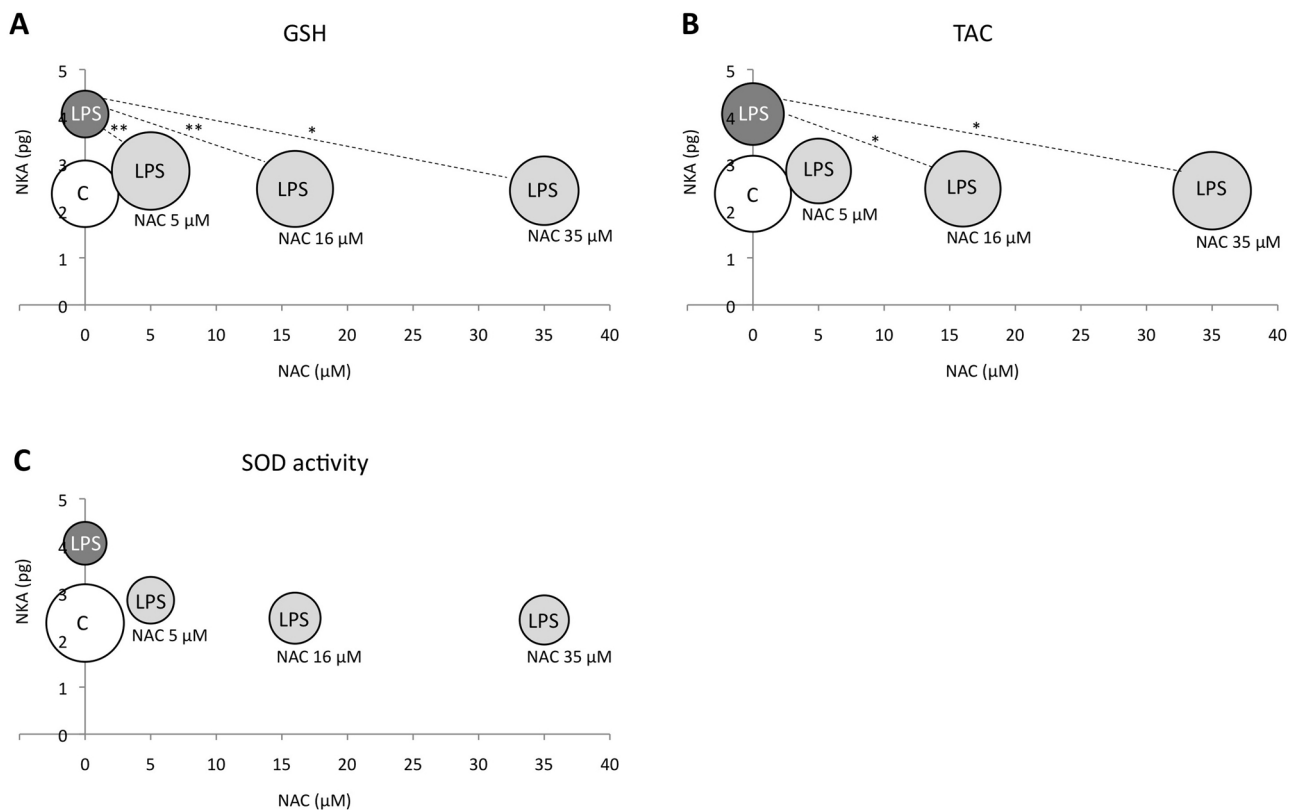 A
GSH
NKA (pg)
5
4
3
2
1
0
LPS
C
LPS
NAC 5 µM
LPS
NAC 16 µM
LPS
NAC 35 µM
**
**
*
0 5 10 15 20 25 30 35 40
NAC (µM)
B
TAC
NKA (pg)
5
4
3
2
1
0
LPS
C
LPS
NAC 5 µM
LPS
NAC 16 µM
LPS
NAC 35 µM
*
*
0 5 10 15 20 25 30 35 40
NAC (µM)
C
SOD activity
NKA (pg)
5
4
3
2
1
0
LPS
C
LPS
NAC 5 µM
LPS
NAC 16 µM
LPS
NAC 35 µM
0 5 10 15 20 25 30 35 40
NAC (µM)